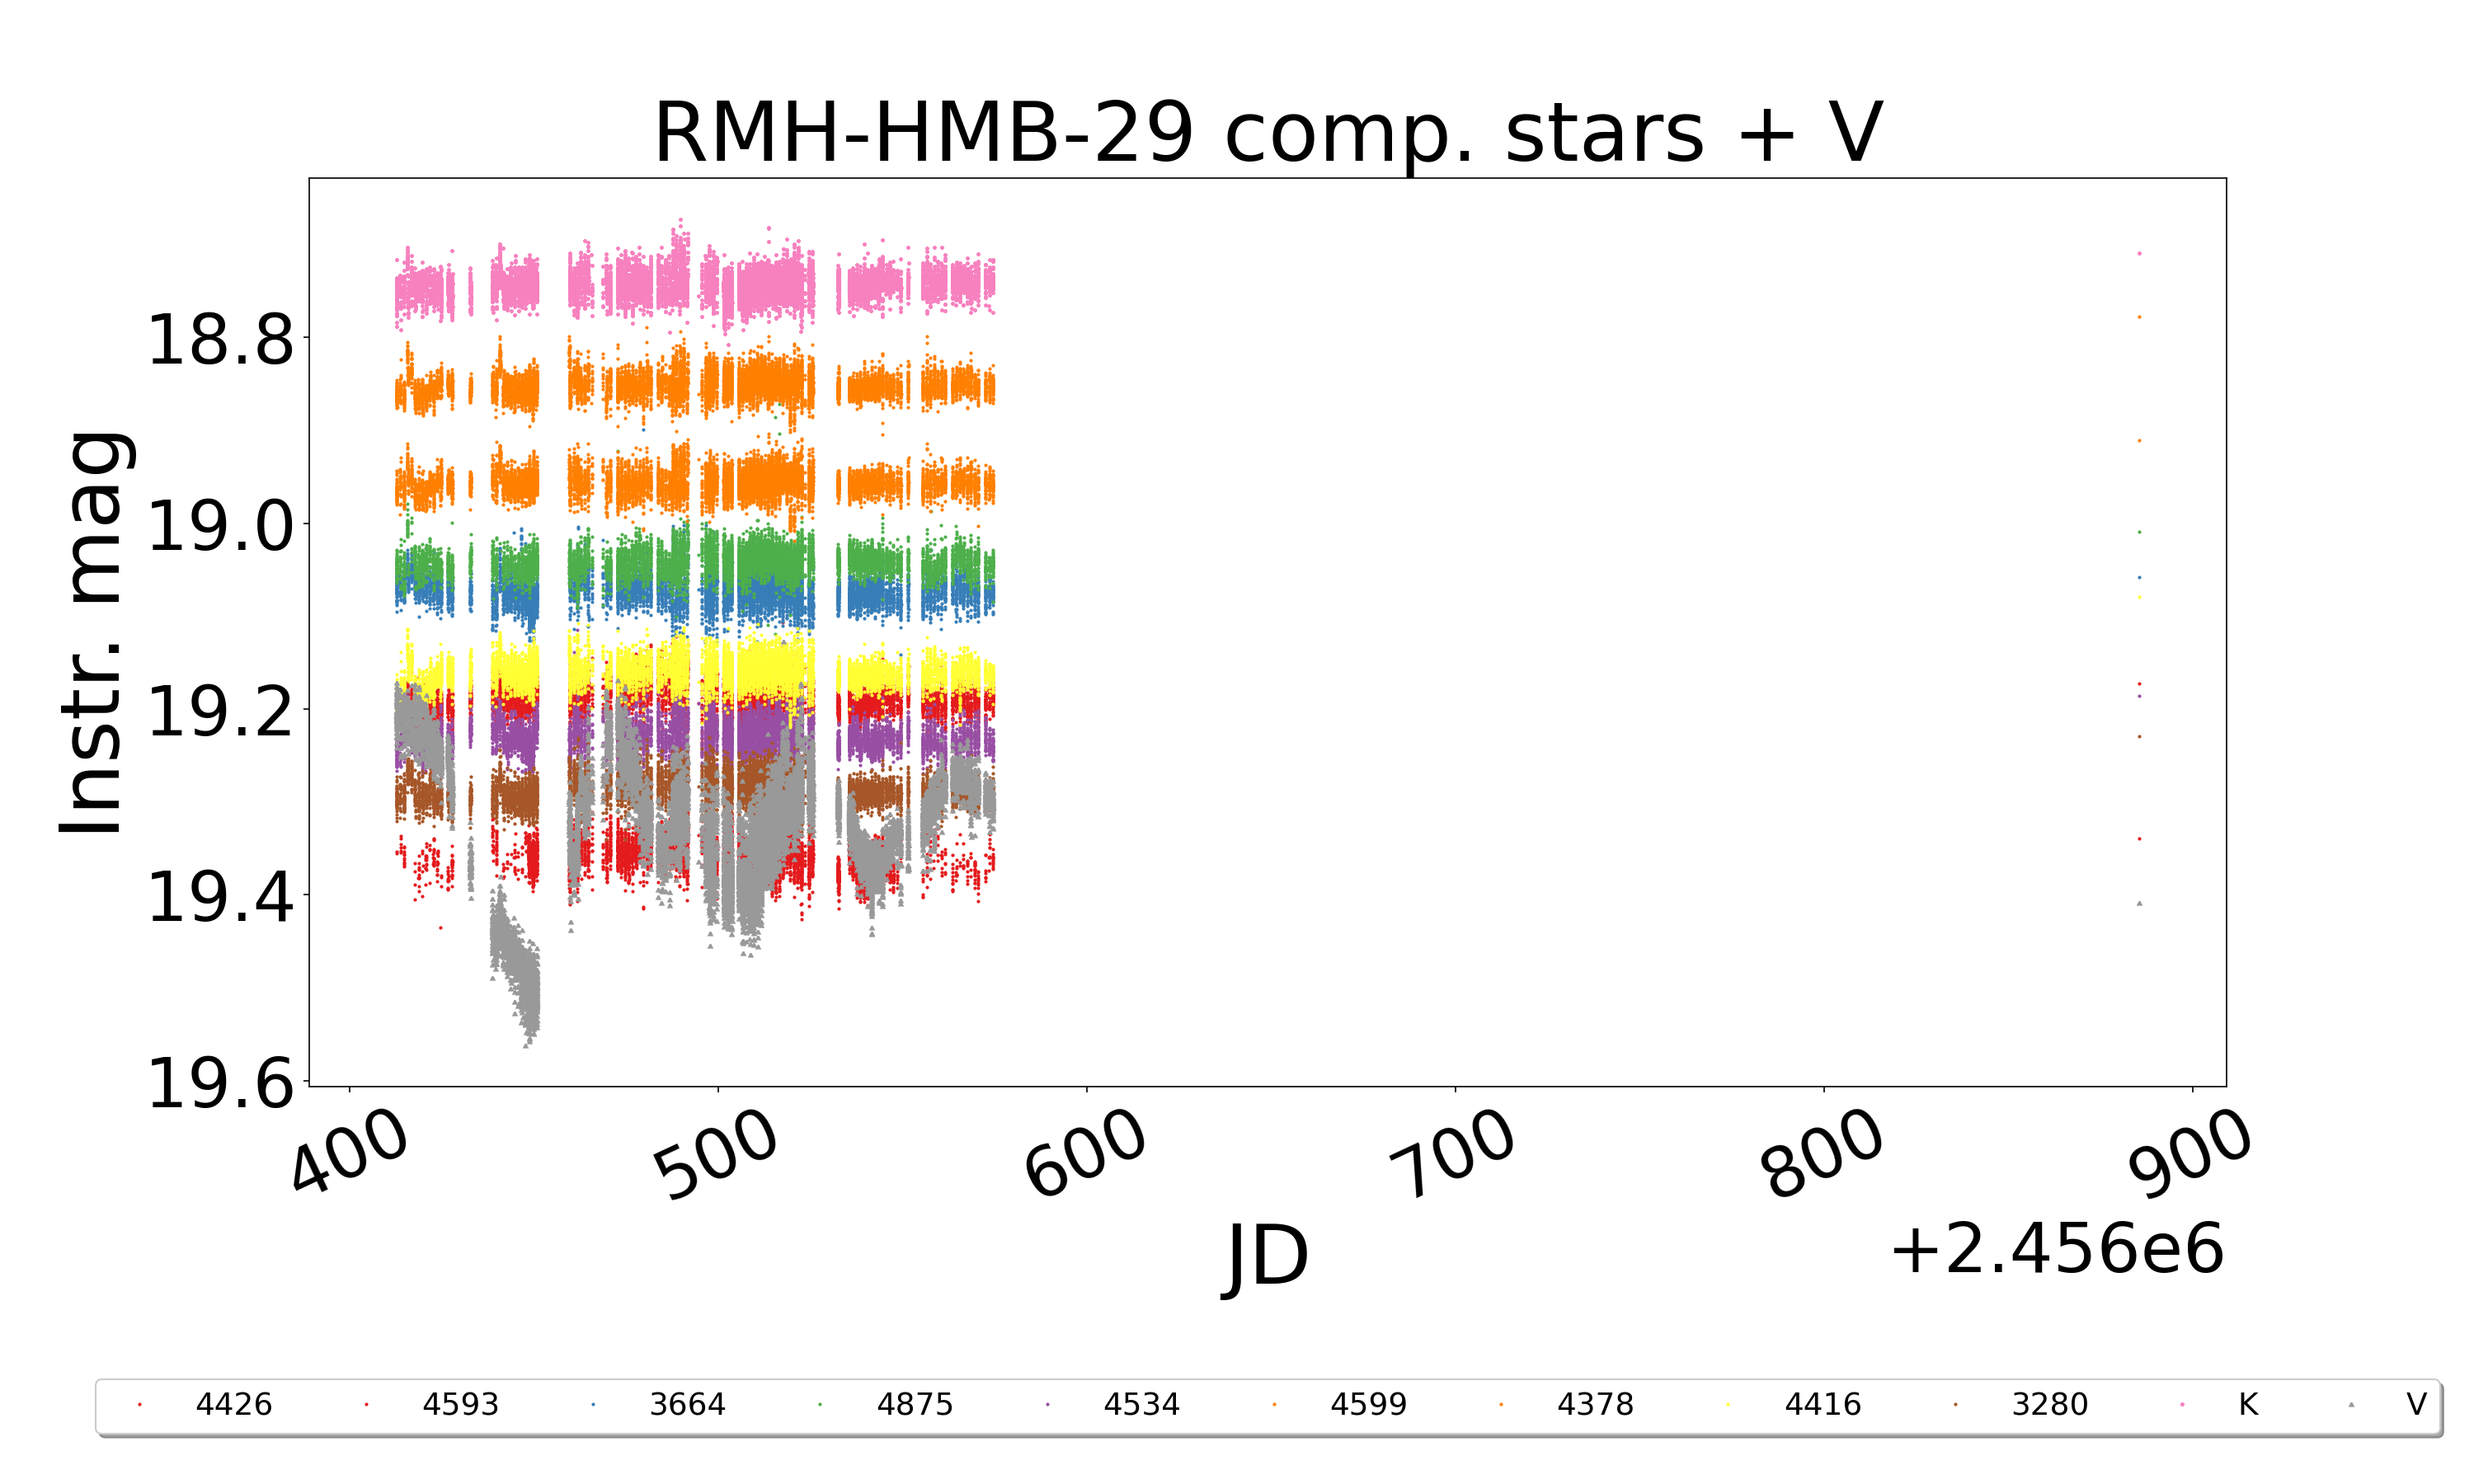 RMH-HMB-29 comp. stars + V
Instr. mag
18.8
19.0
19.2
19.4
19.6
400 500 600 700 800 900
JD
+2.456e6
4426 4593 3664 4875 4534 4599 4378 4416 3280 K V